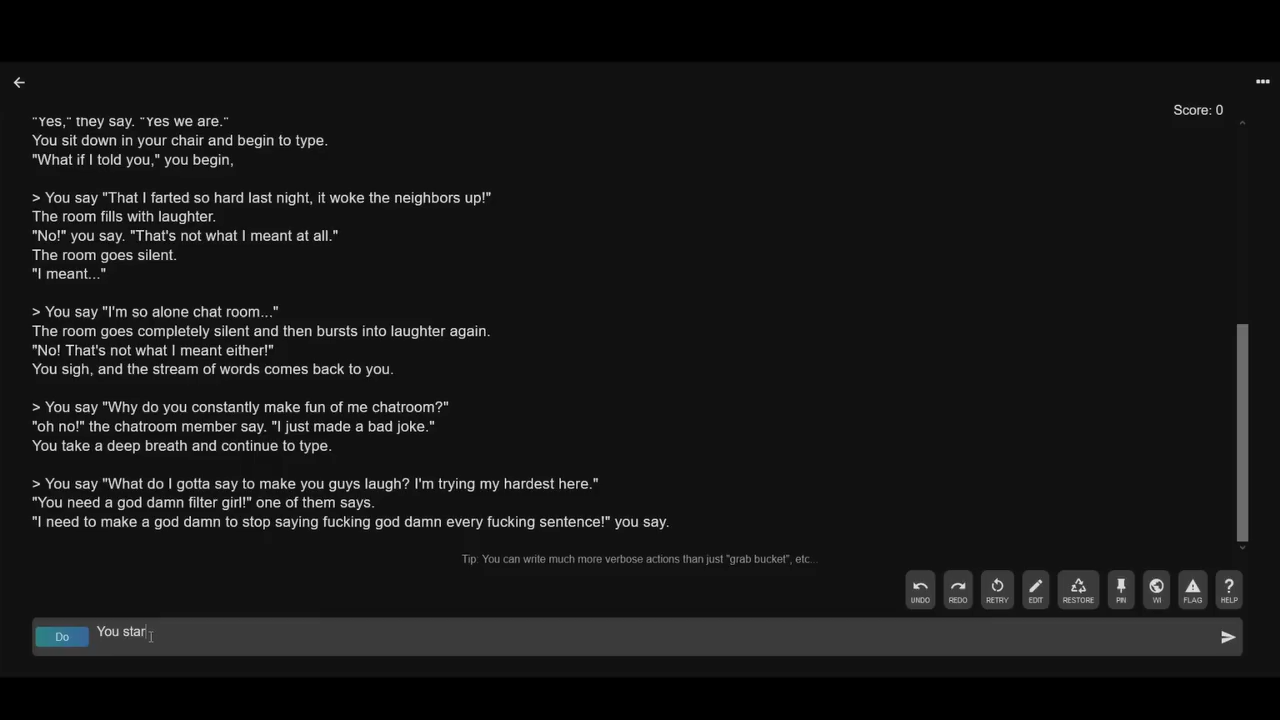 Score: 0
"Yes," they say. "Yes we are."
You sit down in your chair and begin to type.
"What if I told you," you begin,
> You say "That I farted so hard last night, it woke the neighbors up!"
The room fills with laughter.
"No!" you say. "That's not what I meant at all."
The room goes silent.
"I meant..."
> You say "I'm so alone chat room..."
The room goes completely silent and then bursts into laughter again.
"No! That's not what I meant either!"
You sigh, and the stream of words comes back to you.
> You say "Why do you constantly make fun of me chatroom?"
"oh no!" the chatroom member say. "I just made a bad joke."
You take a deep breath and continue to type.
> You say "What do I gotta say to make you guys laugh? I'm trying my hardest here."
"You need a god damn filter girl!" one of them says.
"I need to make a god damn to stop saying fucking god damn every fucking sentence!" you say.
Tip: You can write much more verbose actions than just "grab bucket", etc...
UNDO REDO RETRY EDIT RESTORE PIN WI FLAG HELP
Do You star